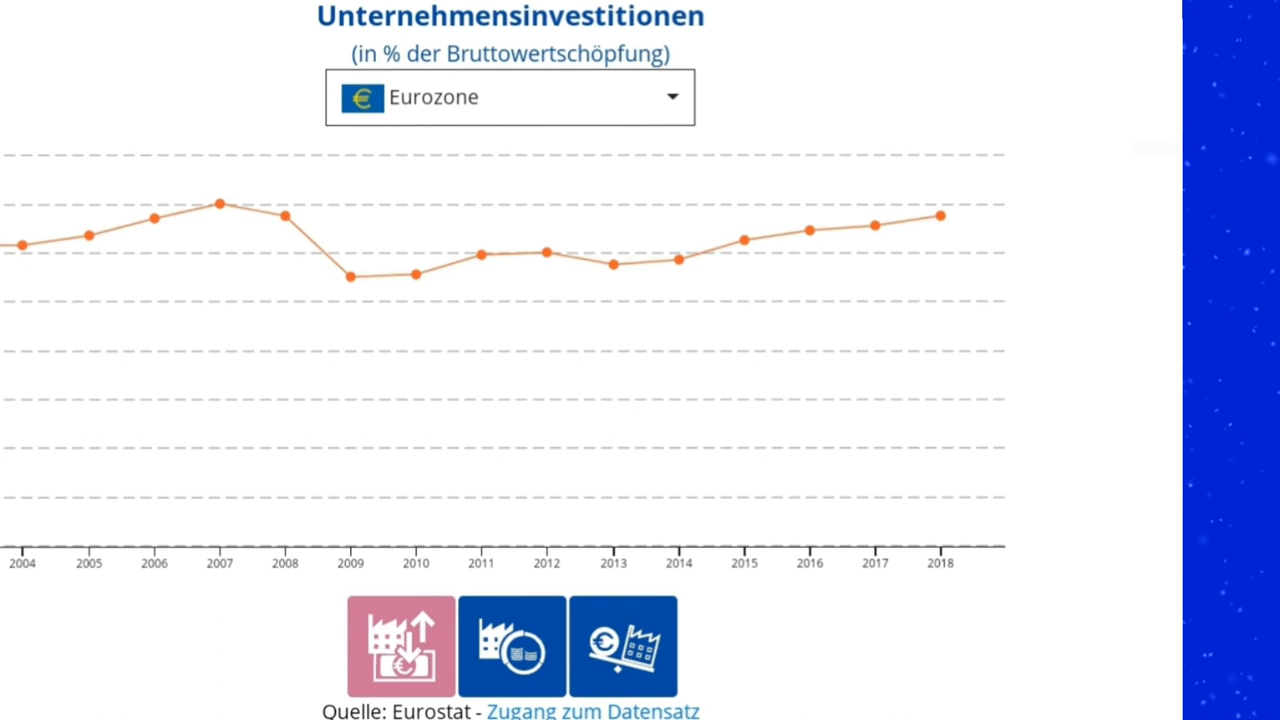 Unternehmensinvestitionen
(in % der Bruttowertschöpfung)
€ Eurozone
2004 2005 2006 2007 2008 2009 2010 2011 2012 2013 2014 2015 2016 2017 2018
Quelle: Eurostat - Zugang zum Datensatz